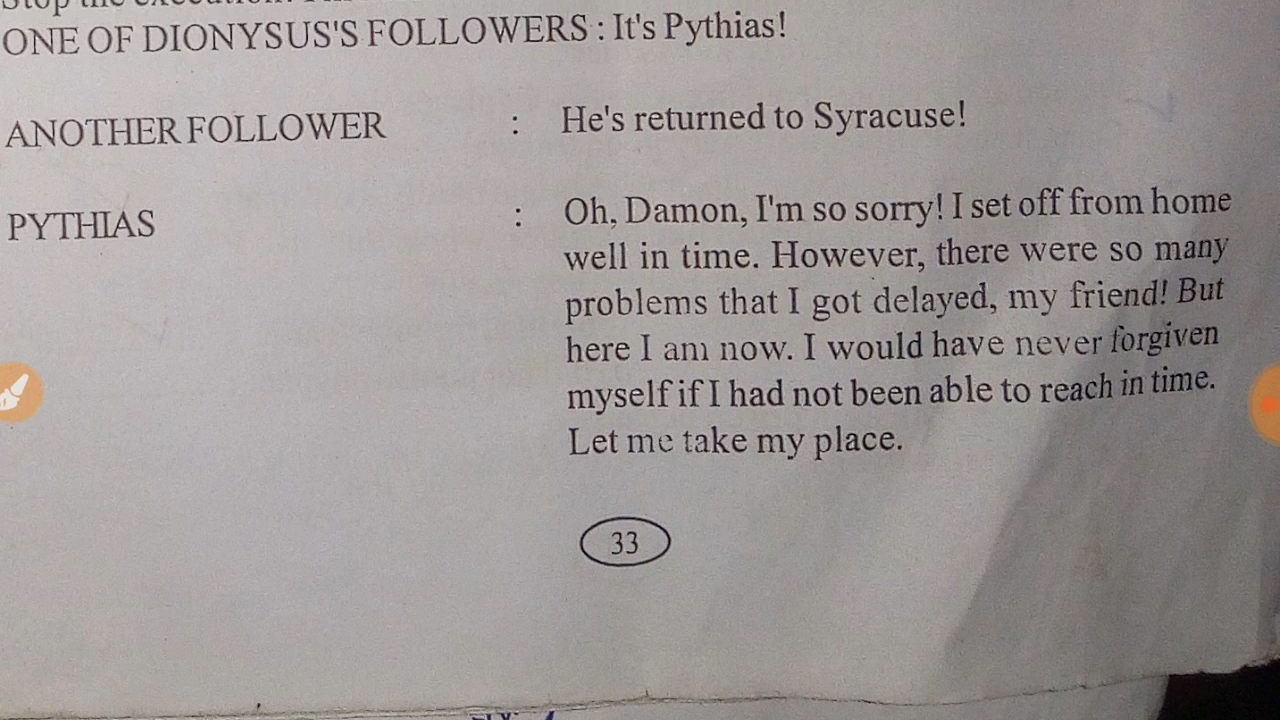 Stop the execution!
ONE OF DIONYSUS'S FOLLOWERS : It's Pythias!
ANOTHER FOLLOWER : He's returned to Syracuse!
PYTHIAS : Oh, Damon, I'm so sorry! I set off from home
well in time. However, there were so many
problems that I got delayed, my friend! But
here I am now. I would have never forgiven
myself if I had not been able to reach in time.
Let me take my place.
33